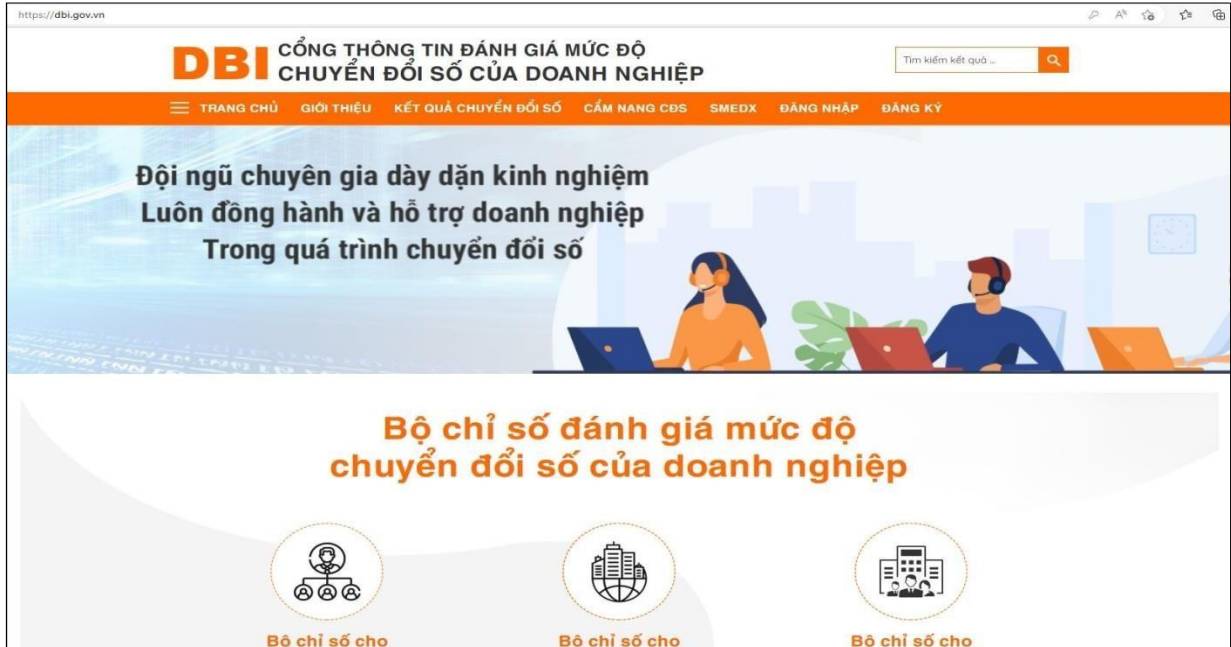 https://dbi.gov.vn
DBI
CỔNG THÔNG TIN ĐÁNH GIÁ MỨC ĐỘ
CHUYỂN ĐỔI SỐ CỦA DOANH NGHIỆP
Tìm kiếm kết quả ...
TRANG CHỦ GIỚI THIỆU KẾT QUẢ CHUYỂN ĐỔI SỐ CẨM NANG CĐS SMEDX ĐĂNG NHẬP ĐĂNG KÝ
Đội ngũ chuyên gia dày dặn kinh nghiệm
Luôn đồng hành và hỗ trợ doanh nghiệp
Trong quá trình chuyển đổi số
Bộ chỉ số đánh giá mức độ
chuyển đổi số của doanh nghiệp
Bộ chỉ số cho Bộ chỉ số cho Bộ chỉ số cho